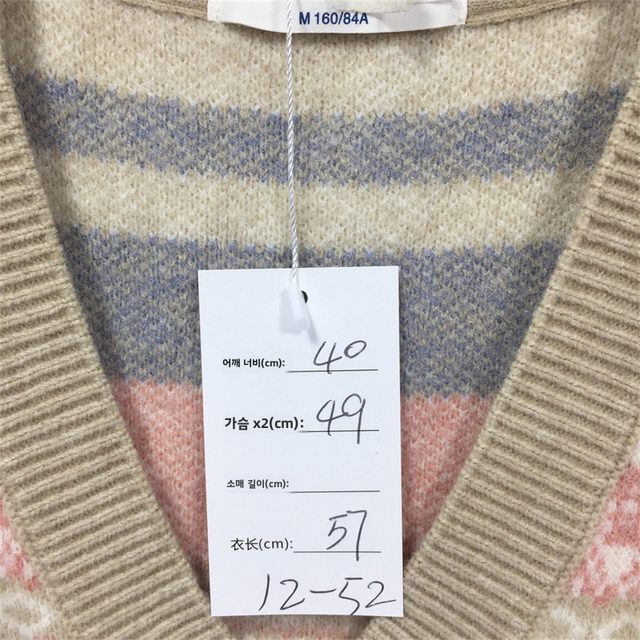 M 160/84A
어깨 너비(cm): 40
가슴 x2(cm): 49
소매 길이(cm):
衣长(cm): 57
12-52